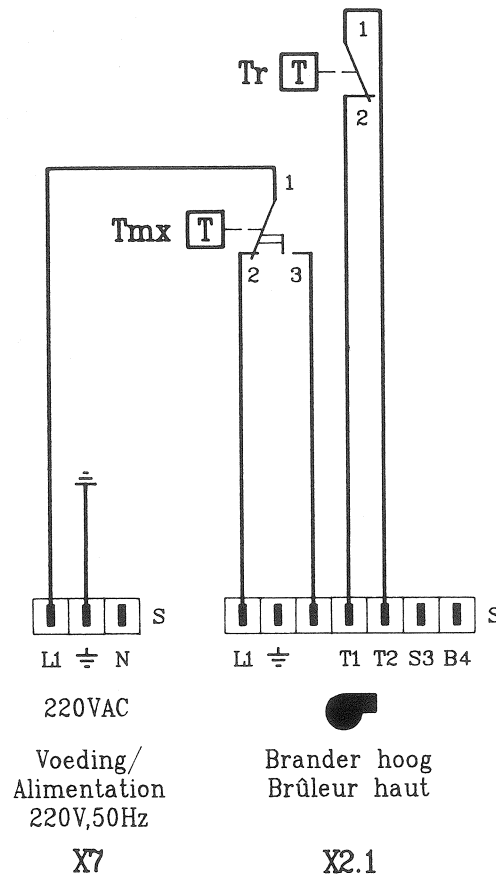 1
Tr T
2
1
Tmx T
2 3
S
S
L1 N
L1 T1 T2 S3 B4
220VAC
Voeding/
Alimentation
220V,50Hz
Brander hoog
Brûleur haut
X7
X2.1